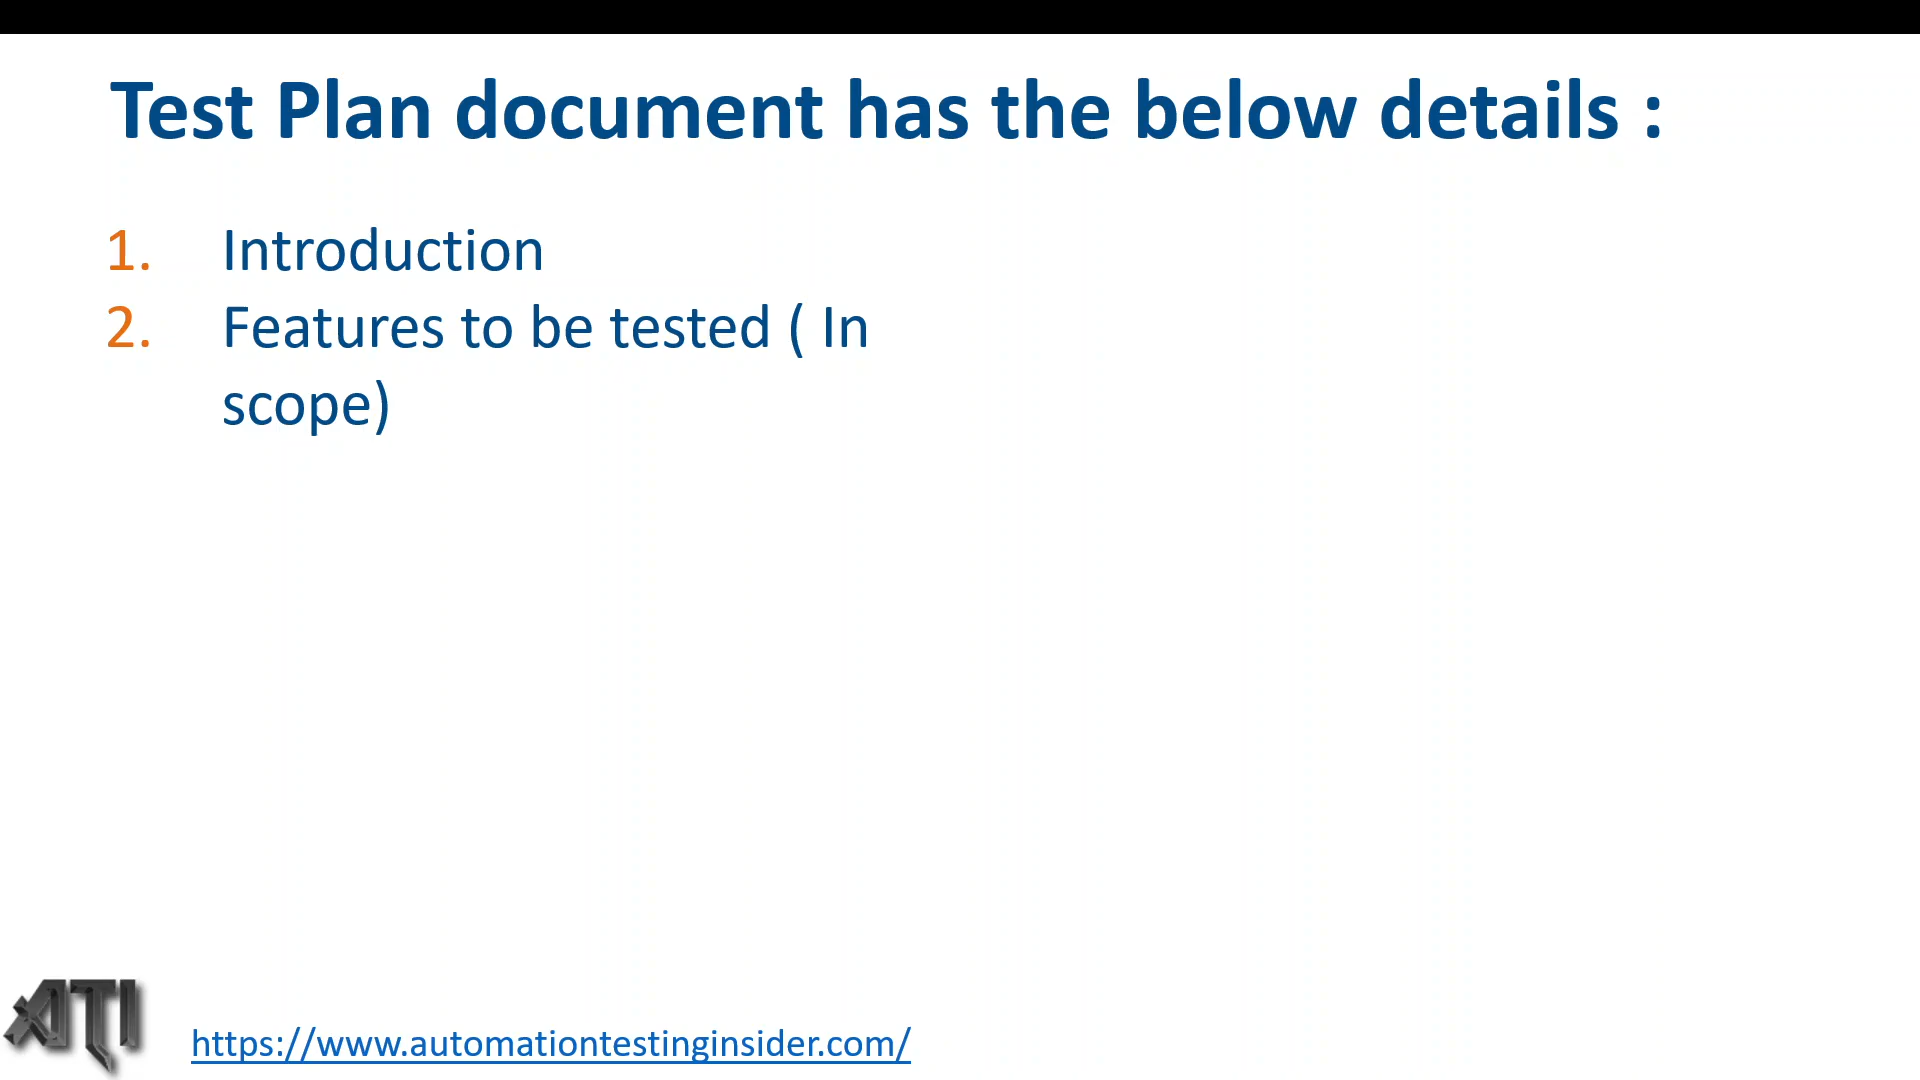 Test Plan document has the below details :
1. Introduction
2. Features to be tested ( In
scope)
ATI
https://www.automationtestinginsider.com/